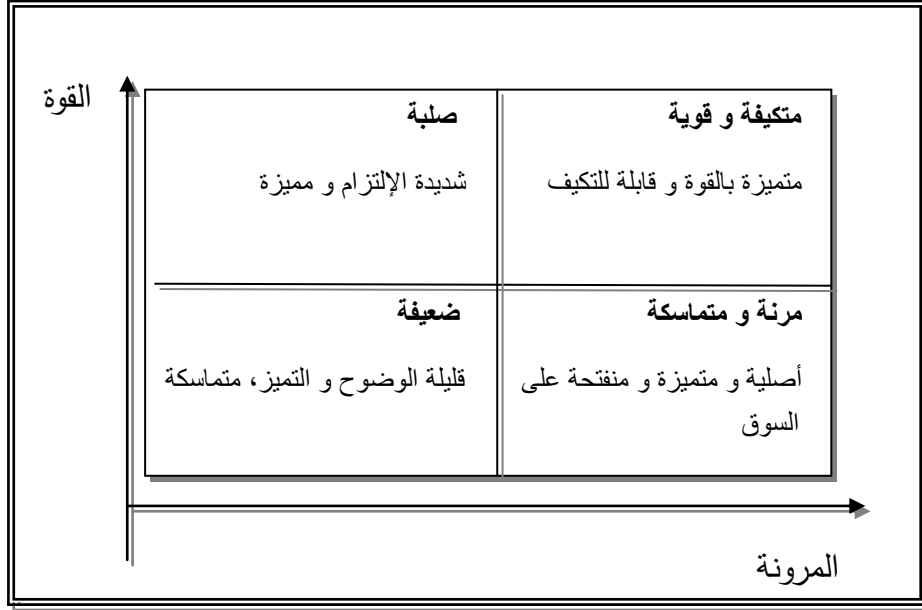 القوة
متكيفة و قوية
متميزة بالقوة و قابلة للتكيف
صلبة
شديدة الإلتزام و مميزة
مرنة و متماسكة
أصلية و متميزة و منفتحة على
السوق
ضعيفة
قليلة الوضوح و التميز، متماسكة
المرونة